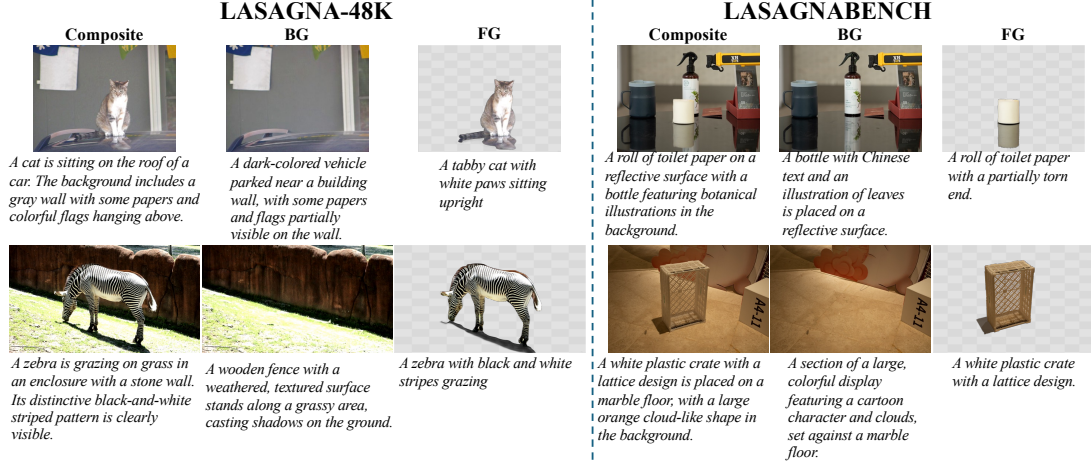 LASAGNA-48K
Composite
BG
FG
A cat is sitting on the roof of a
car. The background includes a
gray wall with some papers and
colorful flags hanging above.
A dark-colored vehicle
parked near a building
wall, with some papers
and flags partially
visible on the wall.
A tabby cat with
white paws sitting
upright
A zebra is grazing on grass in
an enclosure with a stone wall.
Its distinctive black-and-white
striped pattern is clearly
visible.
A wooden fence with a
weathered, textured surface
stands along a grassy area,
casting shadows on the ground.
A zebra with black and white
stripes grazing
LASAGNABENCH
Composite
BG
FG
A roll of toilet paper on a
reflective surface with a
bottle featuring botanical
illustrations in the
background.
A bottle with Chinese
text and an
illustration of leaves
is placed on a
reflective surface.
A roll of toilet paper
with a partially torn
end.
A4-11
A4-11
A white plastic crate with a
lattice design is placed on a
marble floor, with a large
orange cloud-like shape in
the background.
A section of a large,
colorful display
featuring a cartoon
character and clouds,
set against a marble
floor.
A white plastic crate
with a lattice design.